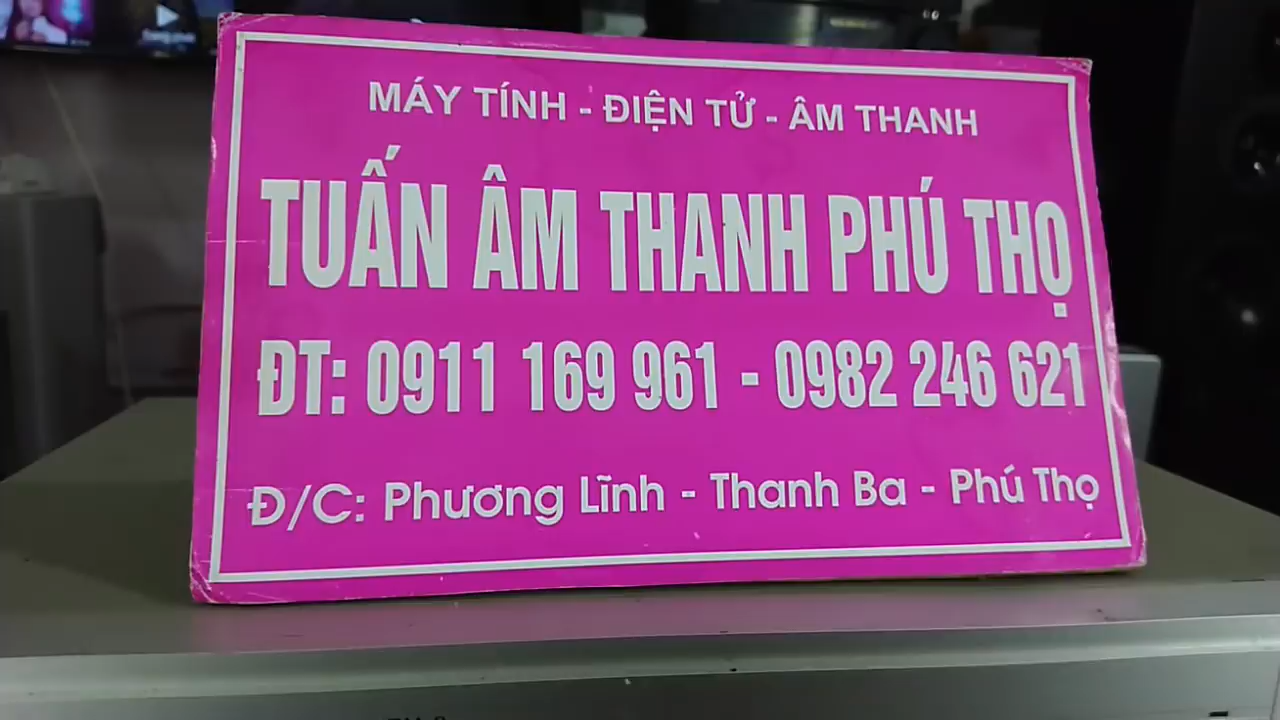 MÁY TÍNH - ĐIỆN TỬ - ÂM THANH
TUẤN ÂM THANH PHÚ THỌ
ĐT: 0911 169 961 - 0982 246 621
Đ/C: Phương Lĩnh - Thanh Ba - Phú Thọ